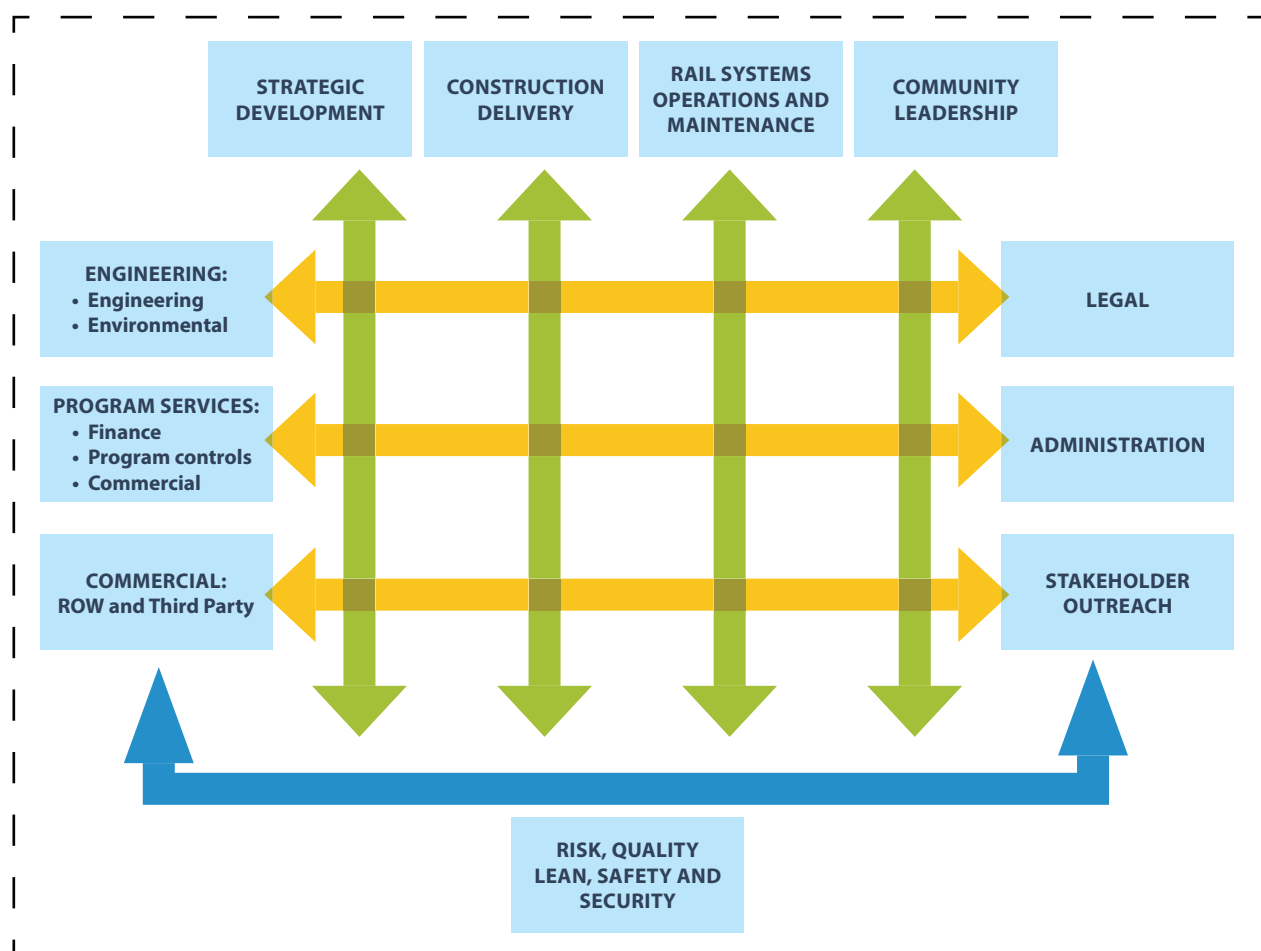 STRATEGIC
DEVELOPMENT
CONSTRUCTION
DELIVERY
RAIL SYSTEMS
OPERATIONS AND
MAINTENANCE
COMMUNITY
LEADERSHIP
ENGINEERING:
• Engineering
• Environmental
LEGAL
PROGRAM SERVICES:
• Finance
• Program controls
• Commercial
ADMINISTRATION
COMMERCIAL:
ROW and Third Party
STAKEHOLDER
OUTREACH
RISK, QUALITY
LEAN, SAFETY AND
SECURITY